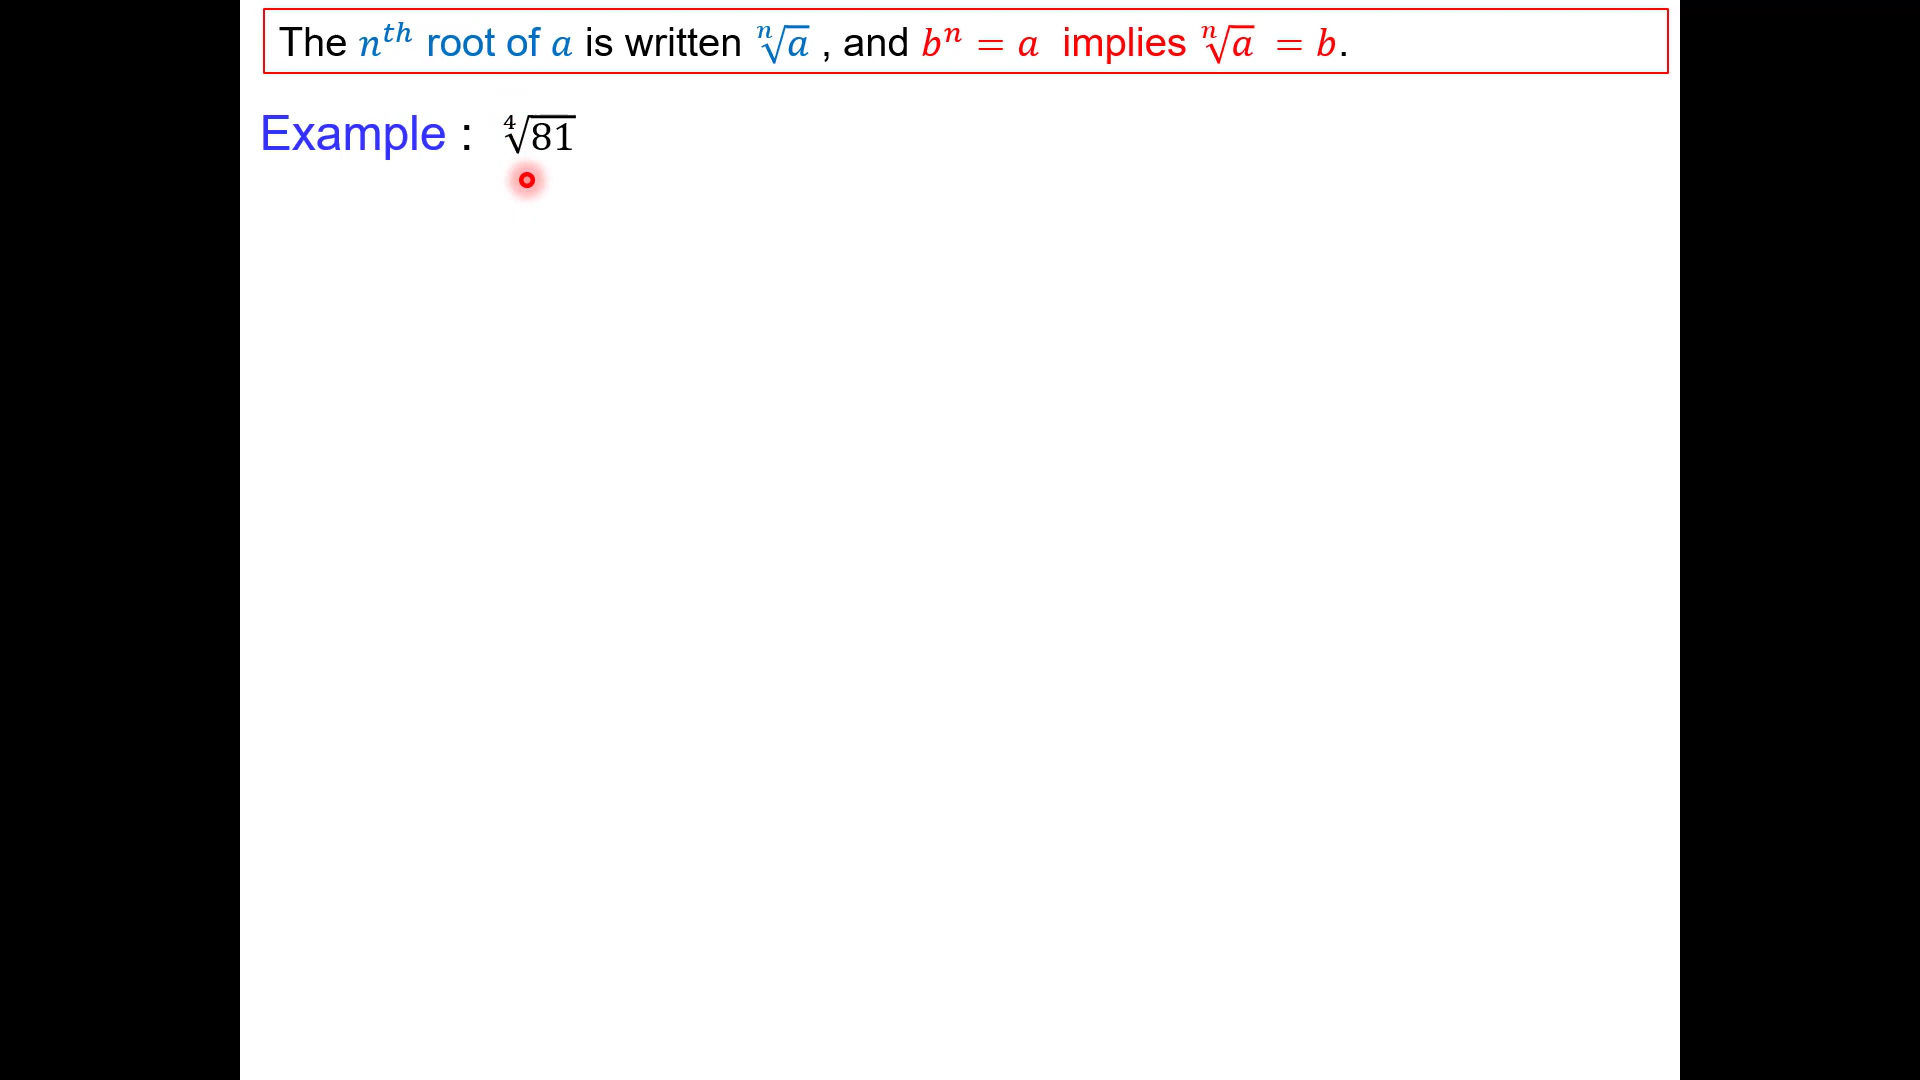 The nᵗʰ root of a is written ⁿ√a , and bⁿ = a implies ⁿ√a = b.
Example : ⁴√81